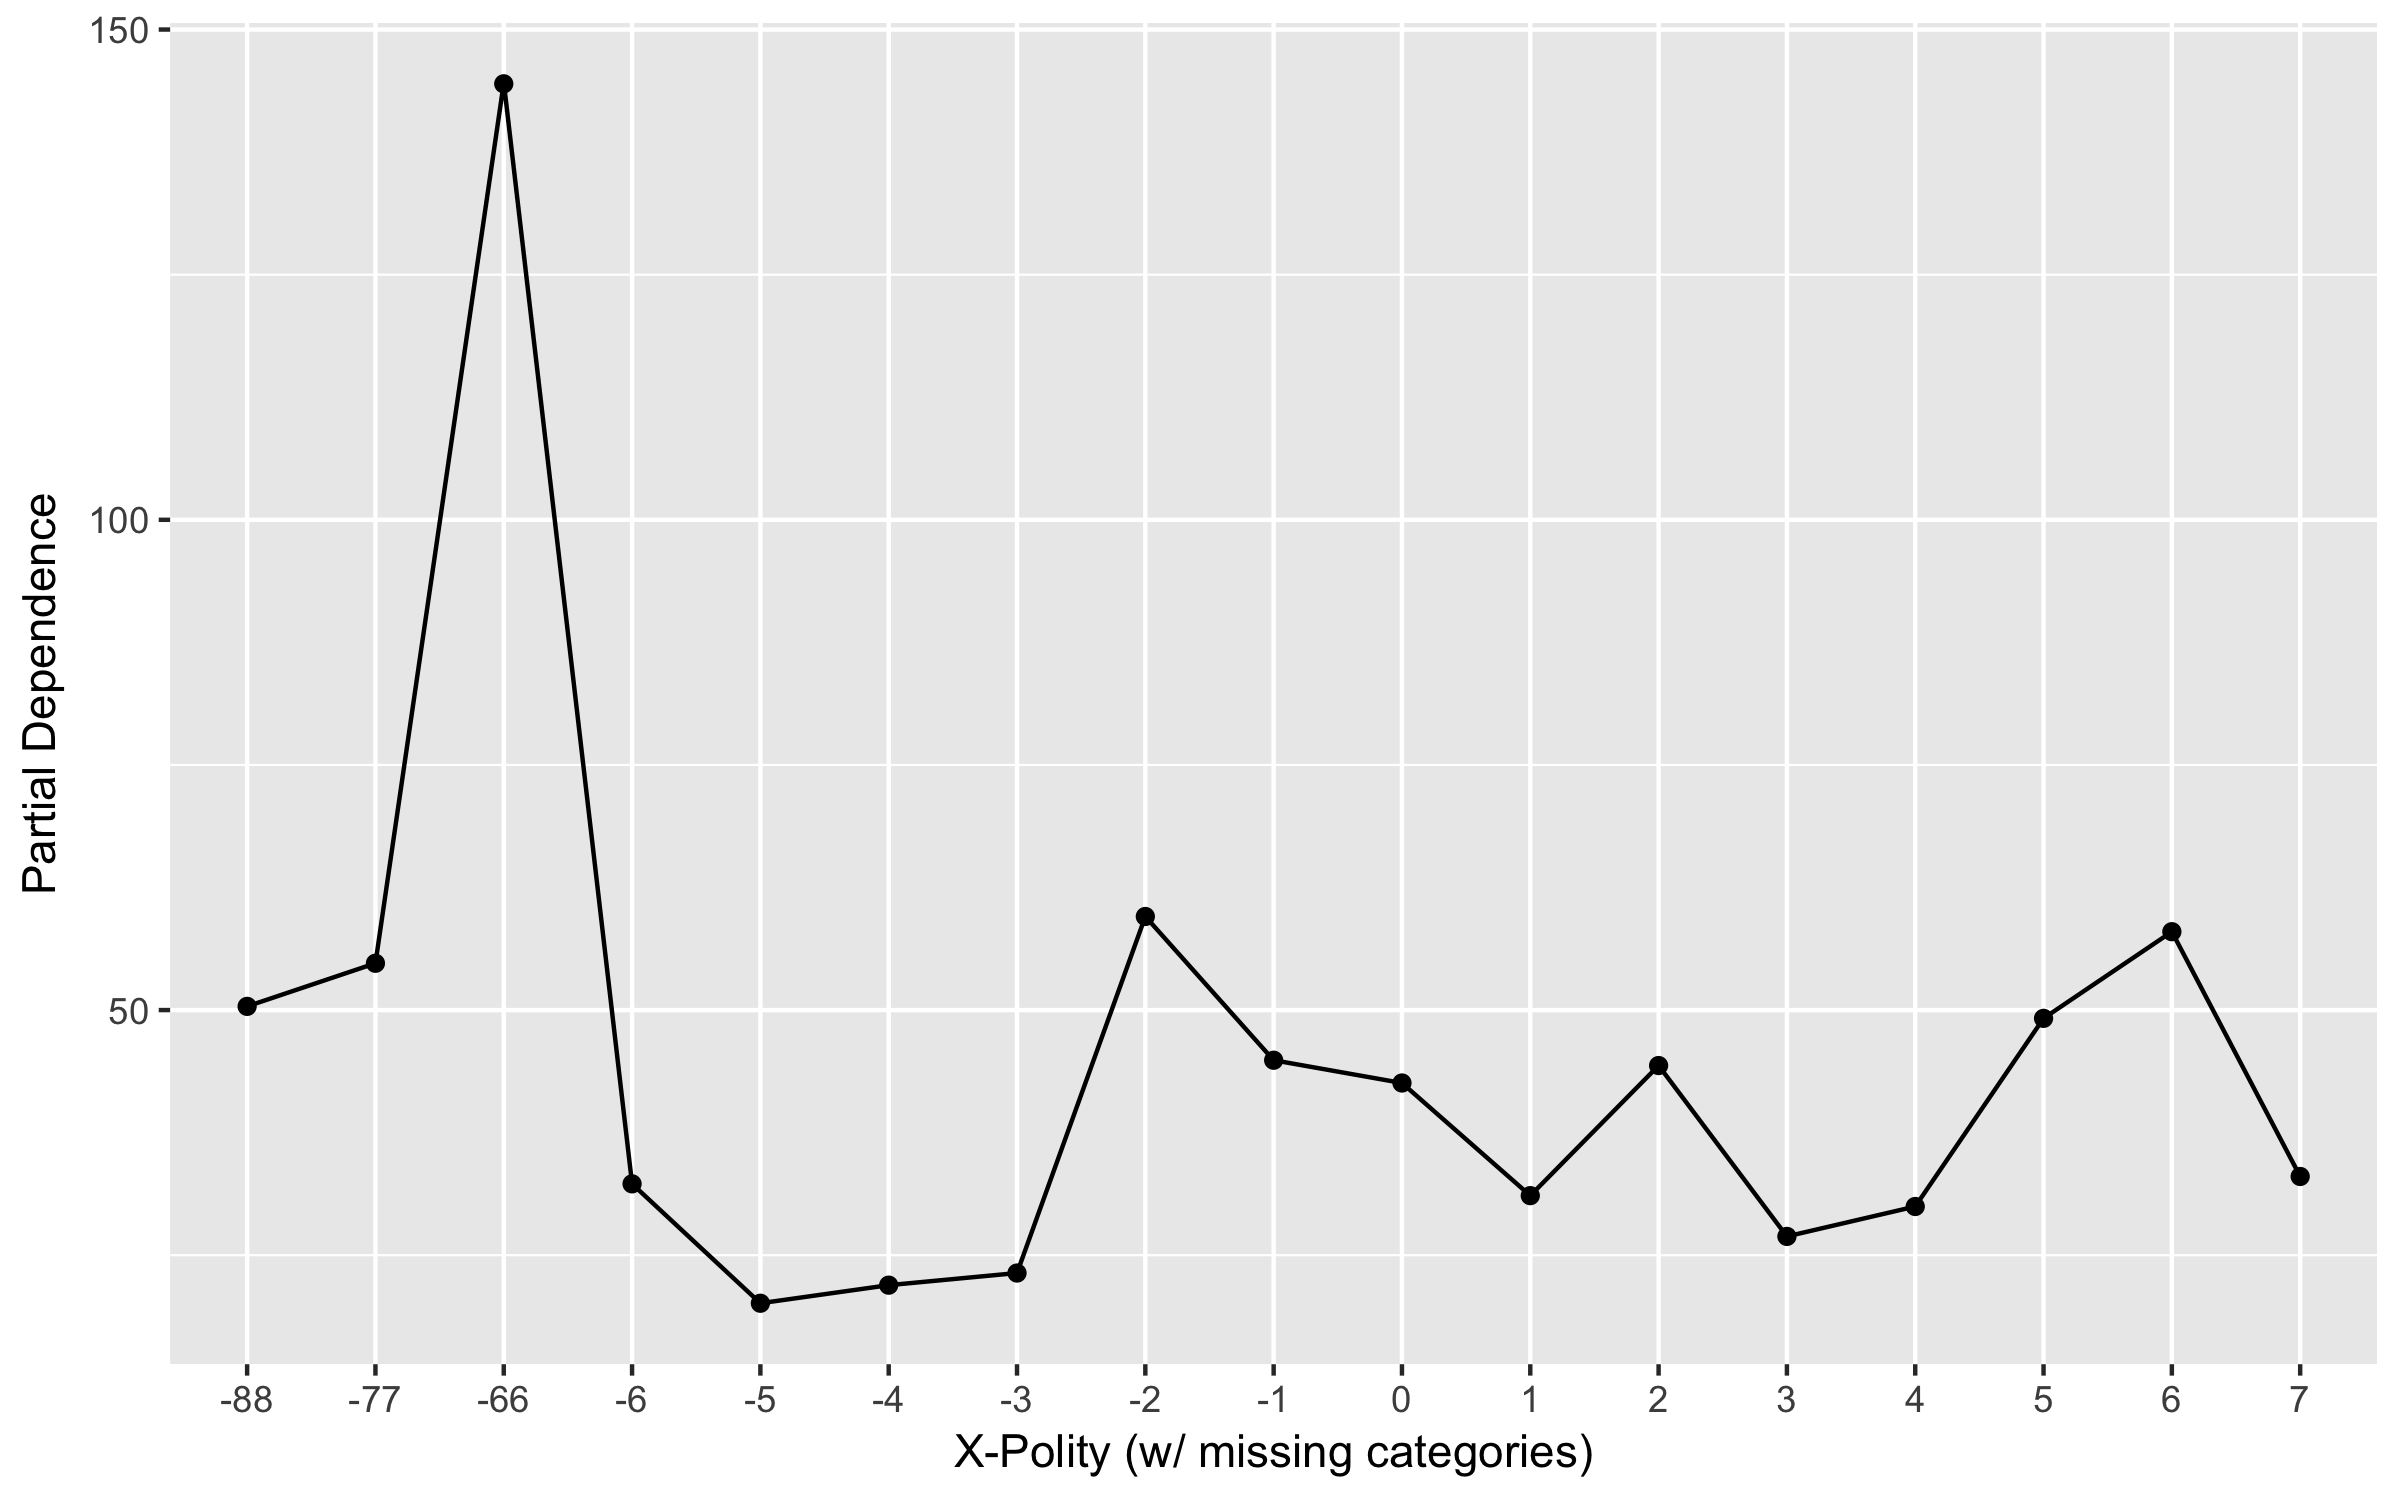 150
100
50
Partial Dependence
-88 -77 -66 -6 -5 -4 -3 -2 -1 0 1 2 3 4 5 6 7
X-Polity (w/ missing categories)